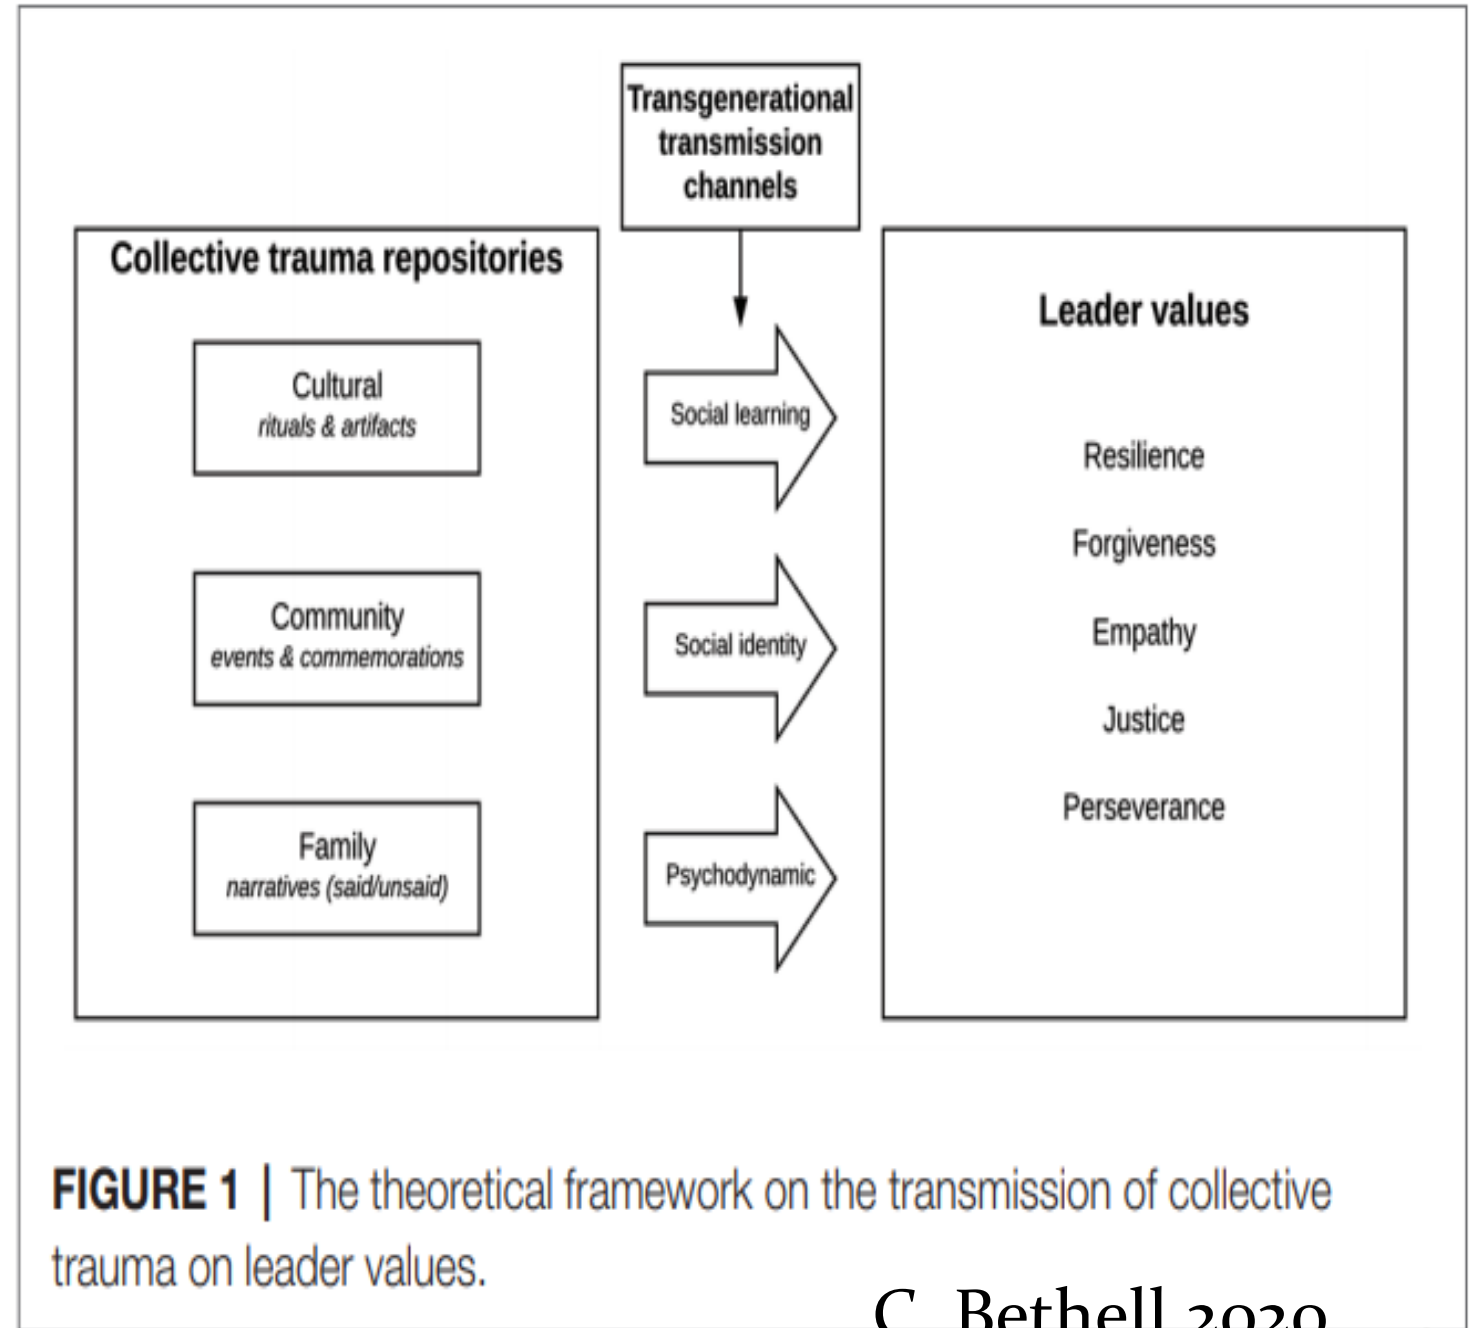 Transgenerational
transmission
channels
Collective trauma repositories
Cultural
rituals & artifacts
Community
events & commemorations
Family
narratives (said/unsaid)
Social learning
Social identity
Psychodynamic
Leader values
Resilience
Forgiveness
Empathy
Justice
Perseverance
FIGURE 1 | The theoretical framework on the transmission of collective
trauma on leader values.
C. Bethell 2020